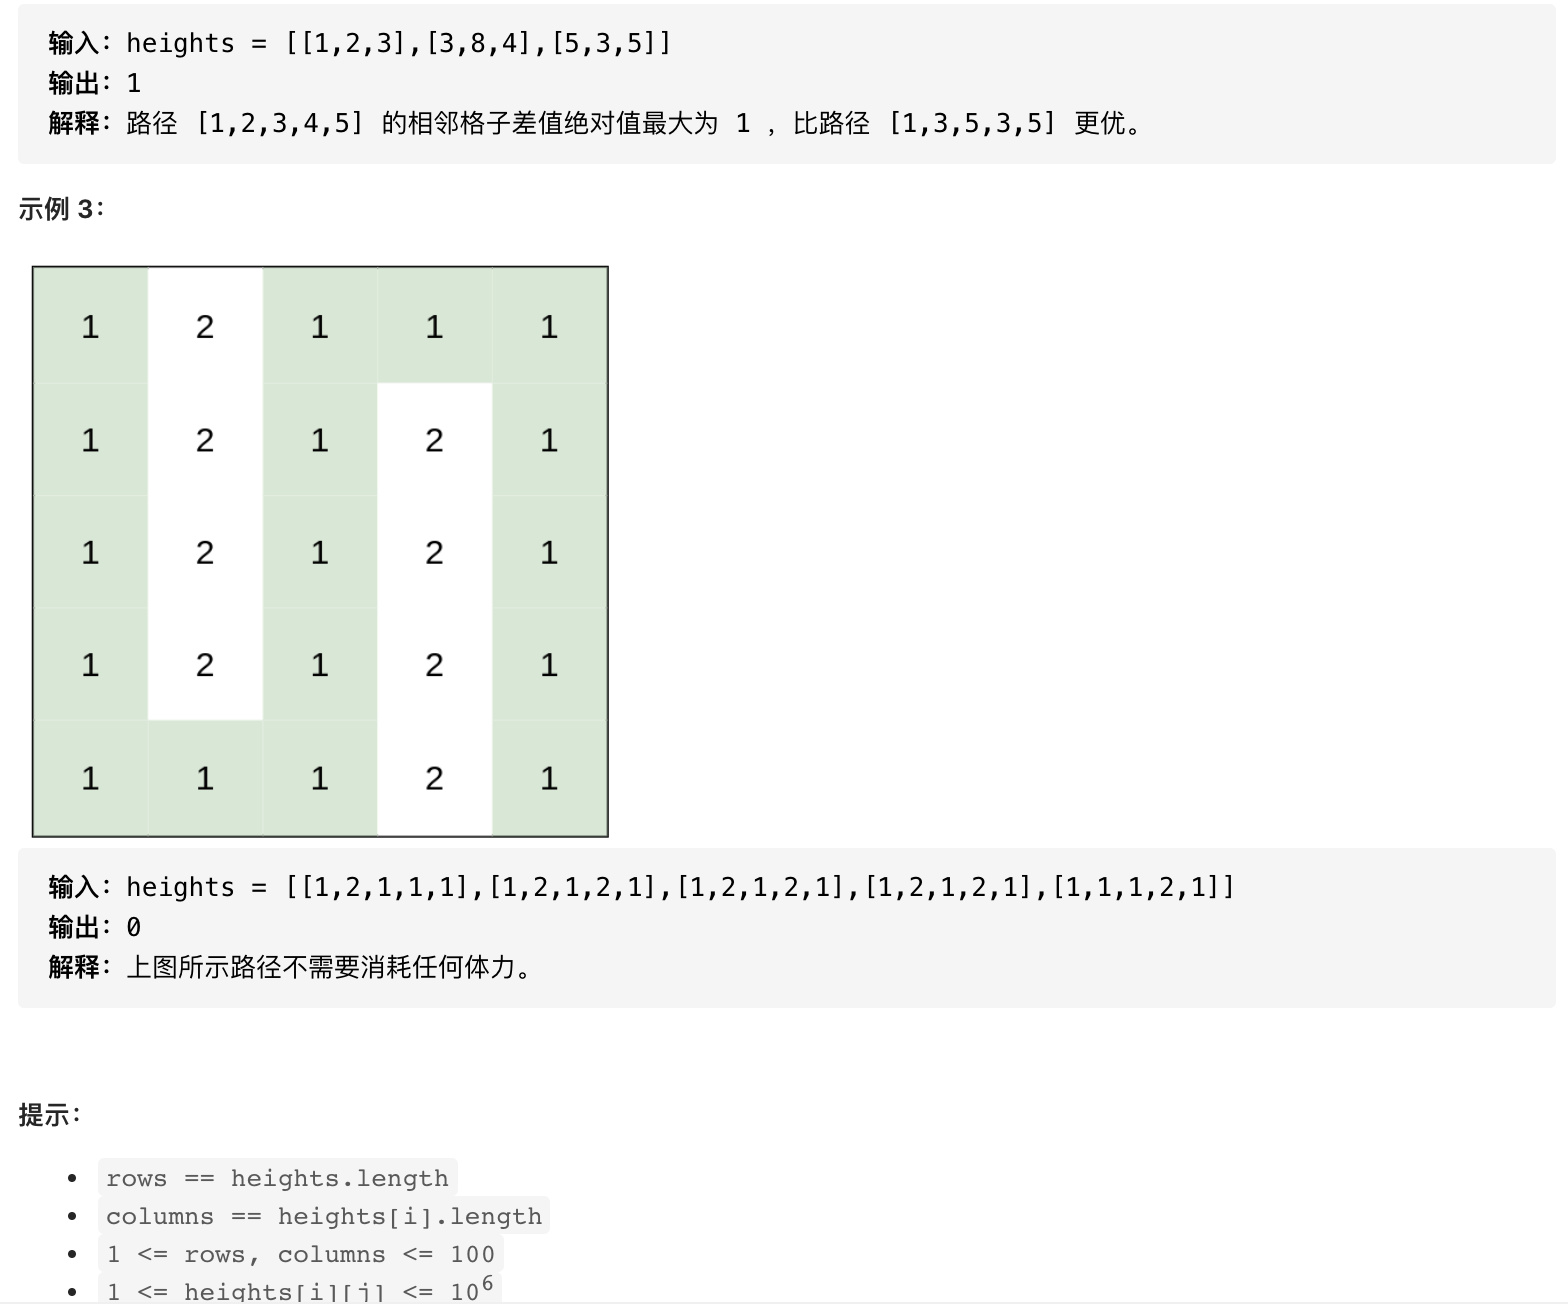 输入：heights = [[1,2,3],[3,8,4],[5,3,5]]
输出：1
解释：路径 [1,2,3,4,5] 的相邻格子差值绝对值最大为 1 ，比路径 [1,3,5,3,5] 更优。
示例 3：
1 2 1 1 1
1 2 1 2 1
1 2 1 2 1
1 2 1 2 1
1 1 1 2 1
输入：heights = [[1,2,1,1,1],[1,2,1,2,1],[1,2,1,2,1],[1,2,1,2,1],[1,1,1,2,1]]
输出：0
解释：上图所示路径不需要消耗任何体力。
提示：
rows == heights.length
columns == heights[i].length
1 <= rows, columns <= 100
1 <= heights[i][j] <= 10⁶